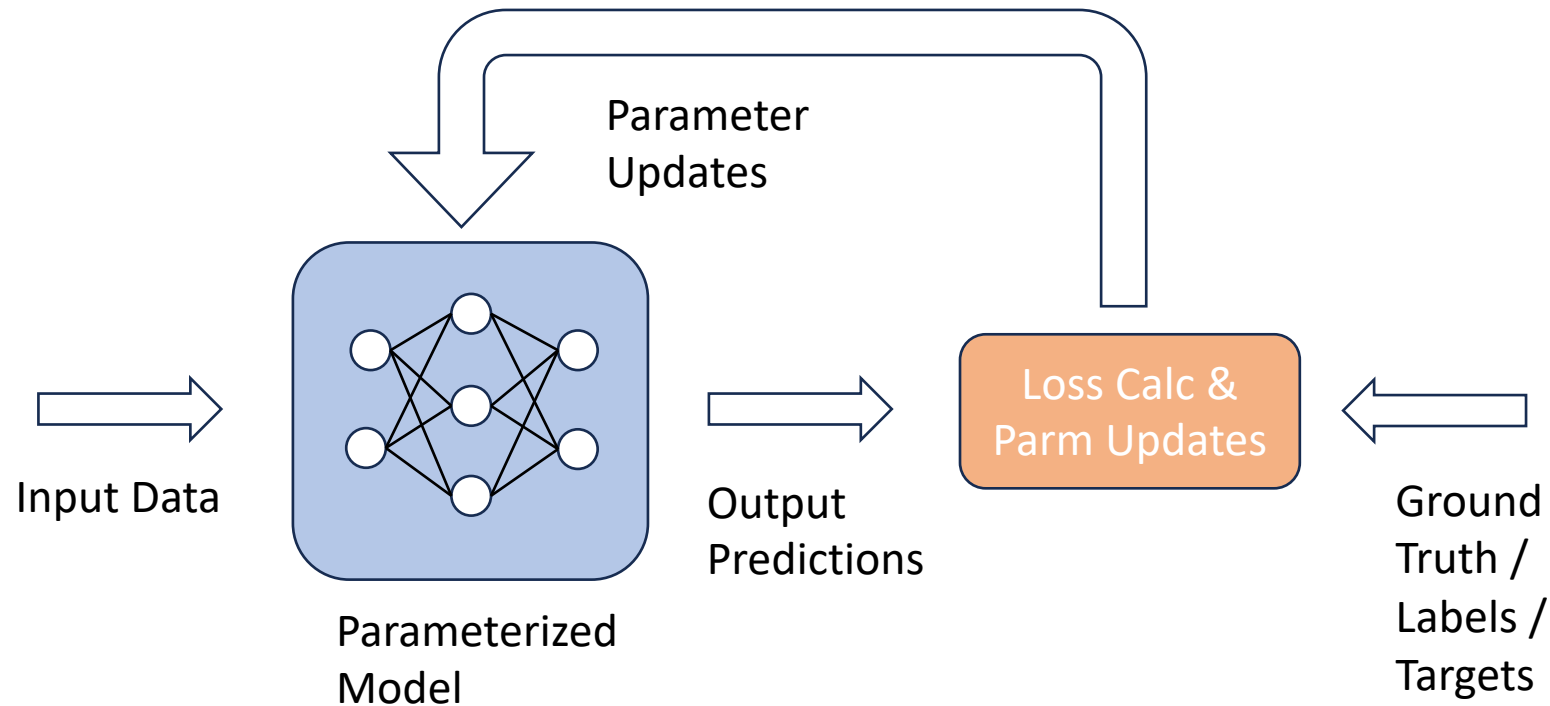 Parameter
Updates
Loss Calc &
Parm Updates
Input Data
Output
Predictions
Ground
Truth /
Labels /
Targets
Parameterized
Model